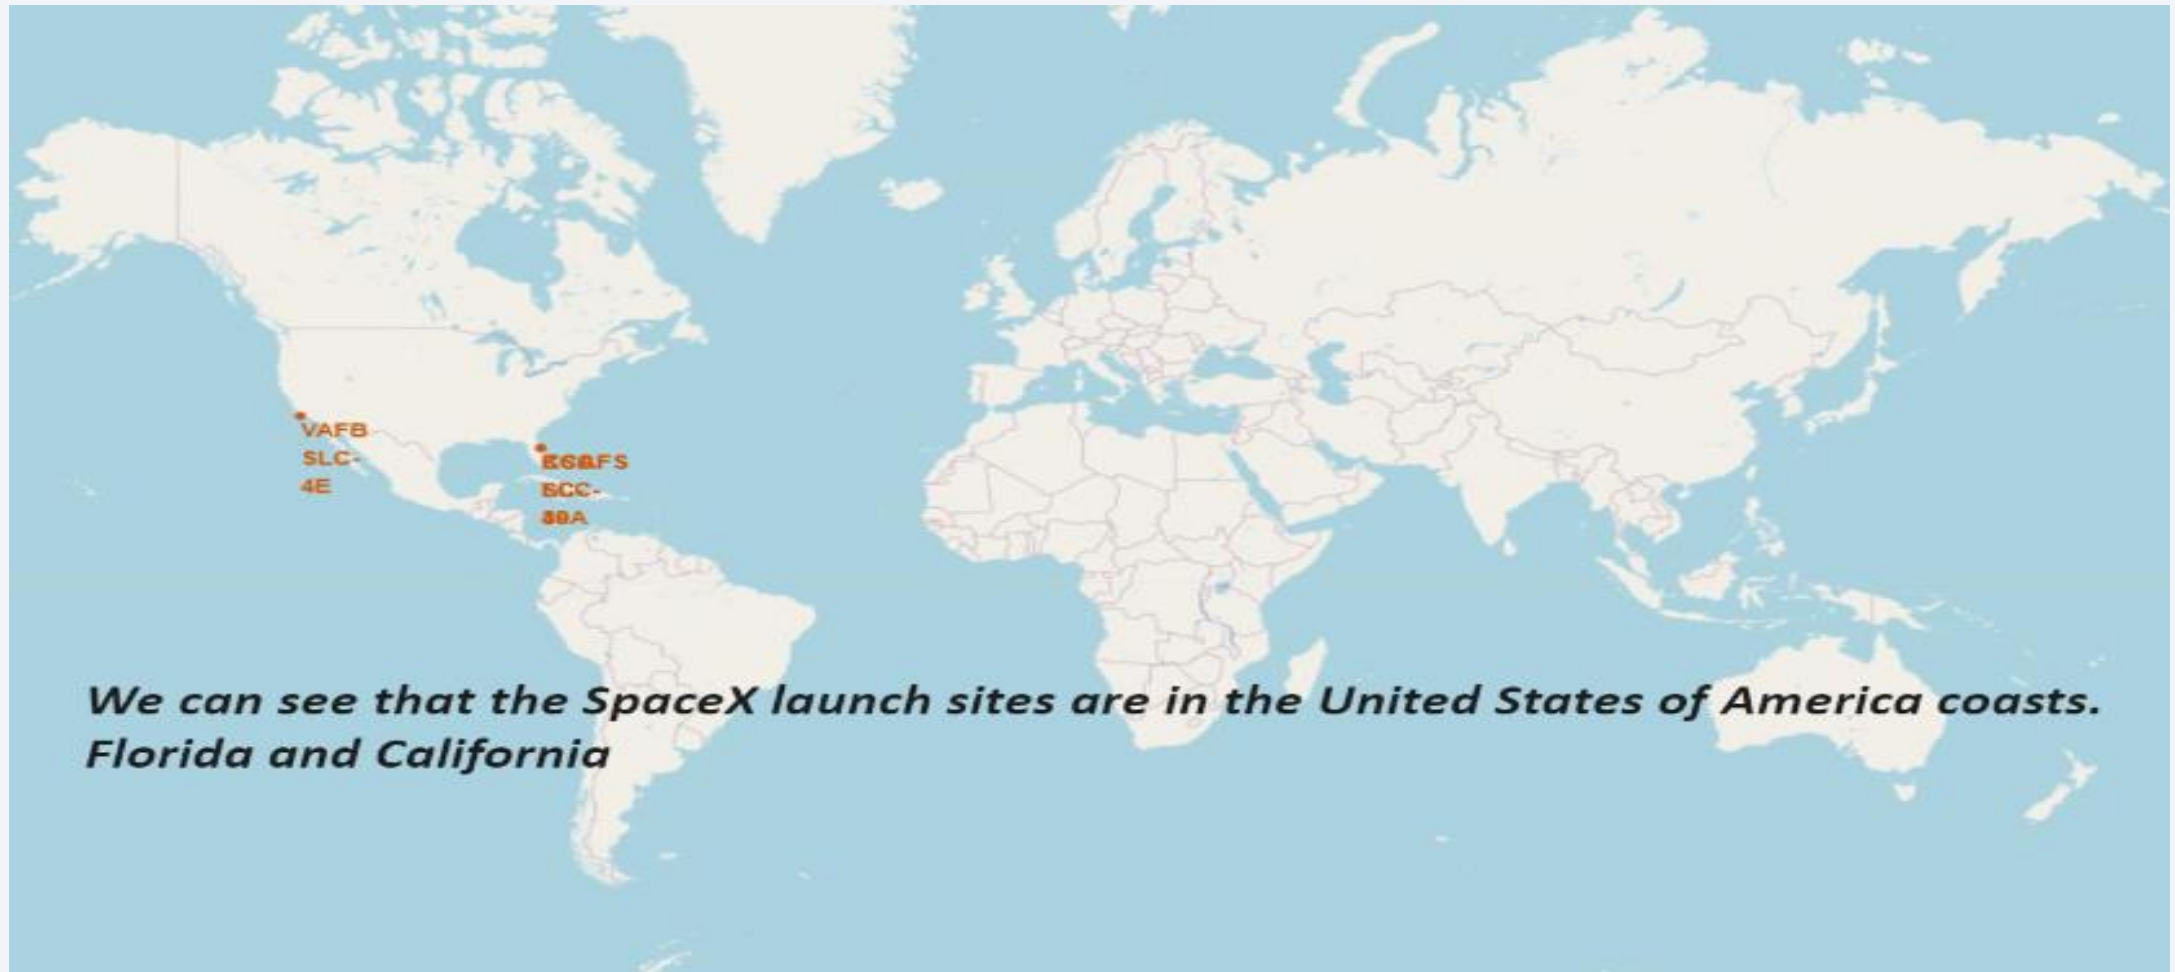 VAFB
SLC-
4E
We can see that the SpaceX launch sites are in the United States of America coasts.
Florida and California